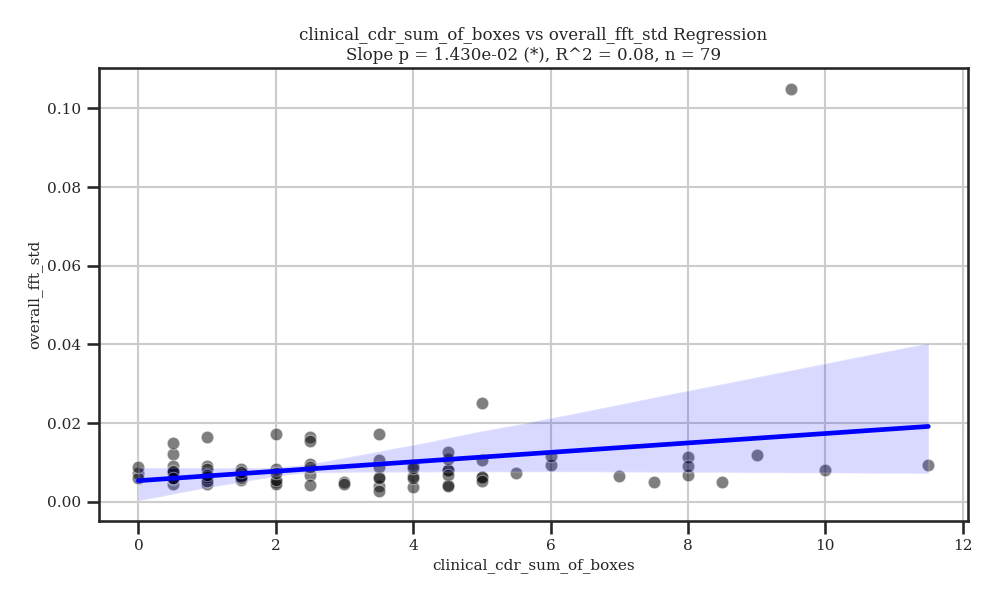 clinical_cdr_sum_of_boxes vs overall_fft_std Regression
Slope p = 1.430e-02 (*), R^2 = 0.08, n = 79
overall_fft_std
0.10
0.08
0.06
0.04
0.02
0.00
0 2 4 6 8 10 12
clinical_cdr_sum_of_boxes